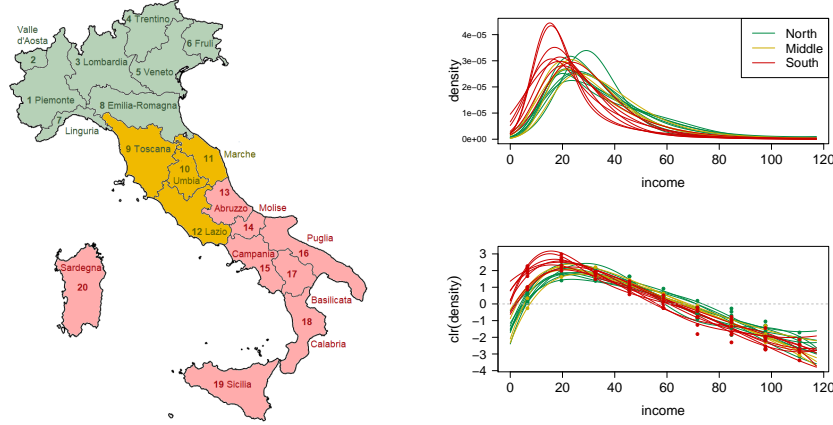 4 Trentino
Valle
d'Aosta
6 Fruli
2
3 Lombardia
5 Veneto
1 Piemonte
8 Emilia-Romagna
7
Linguria
9 Toscana
11
Marche
10
Umbia
13
Abruzzo
Molise
12 Lazio
14
Puglia
Campania
16
15
17
Sardegna
20
Basilicata
18
Calabria
19 Sicilia
density
4e-05
3e-05
2e-05
1e-05
0e+00
North
Middle
South
0 20 40 60 80 100 120
income
clr(density)
3
2
1
0
−1
−2
−3
−4
0 20 40 60 80 100 120
income